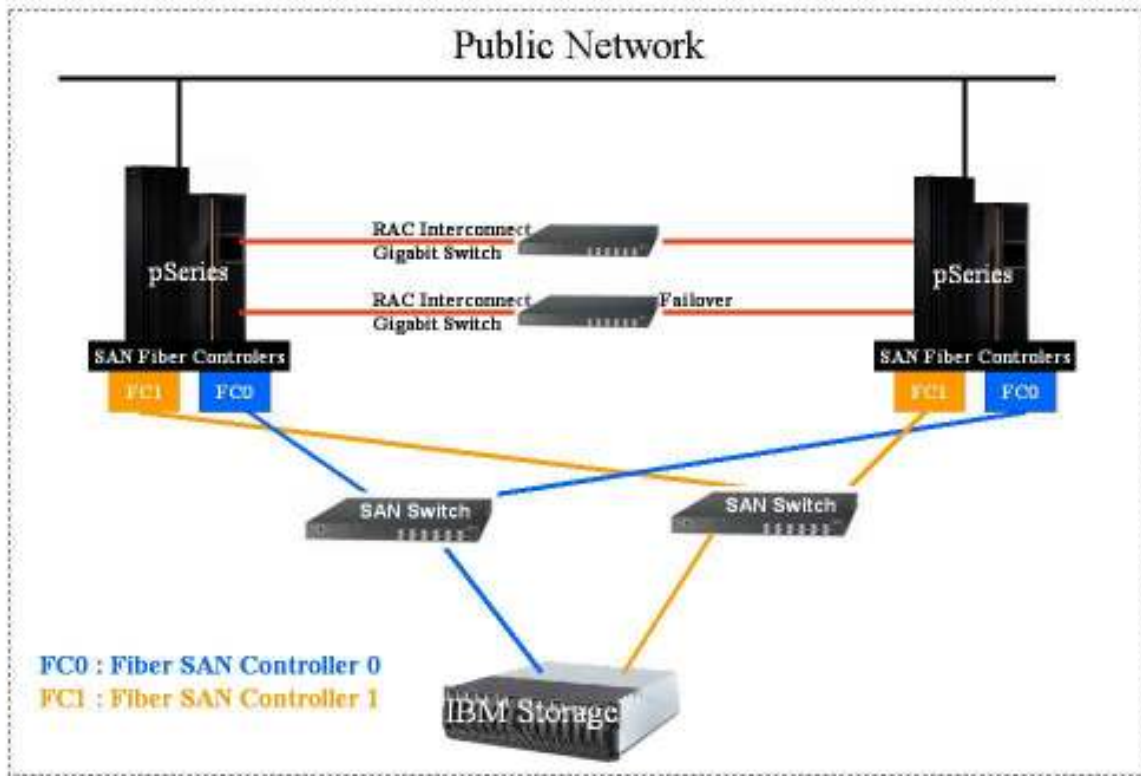 Public Network
RAC Interconnect
Gigabit Switch
pSeries
pSeries
RAC Interconnect
Failover
Gigabit Switch
SAN Fiber Controlers
SAN Fiber Controlers
FC1
FC0
FC1
FC0
SAN Switch
SAN Switch
FC0 : Fiber SAN Controller 0
FC1 : Fiber SAN Controller 1
IBM Storage